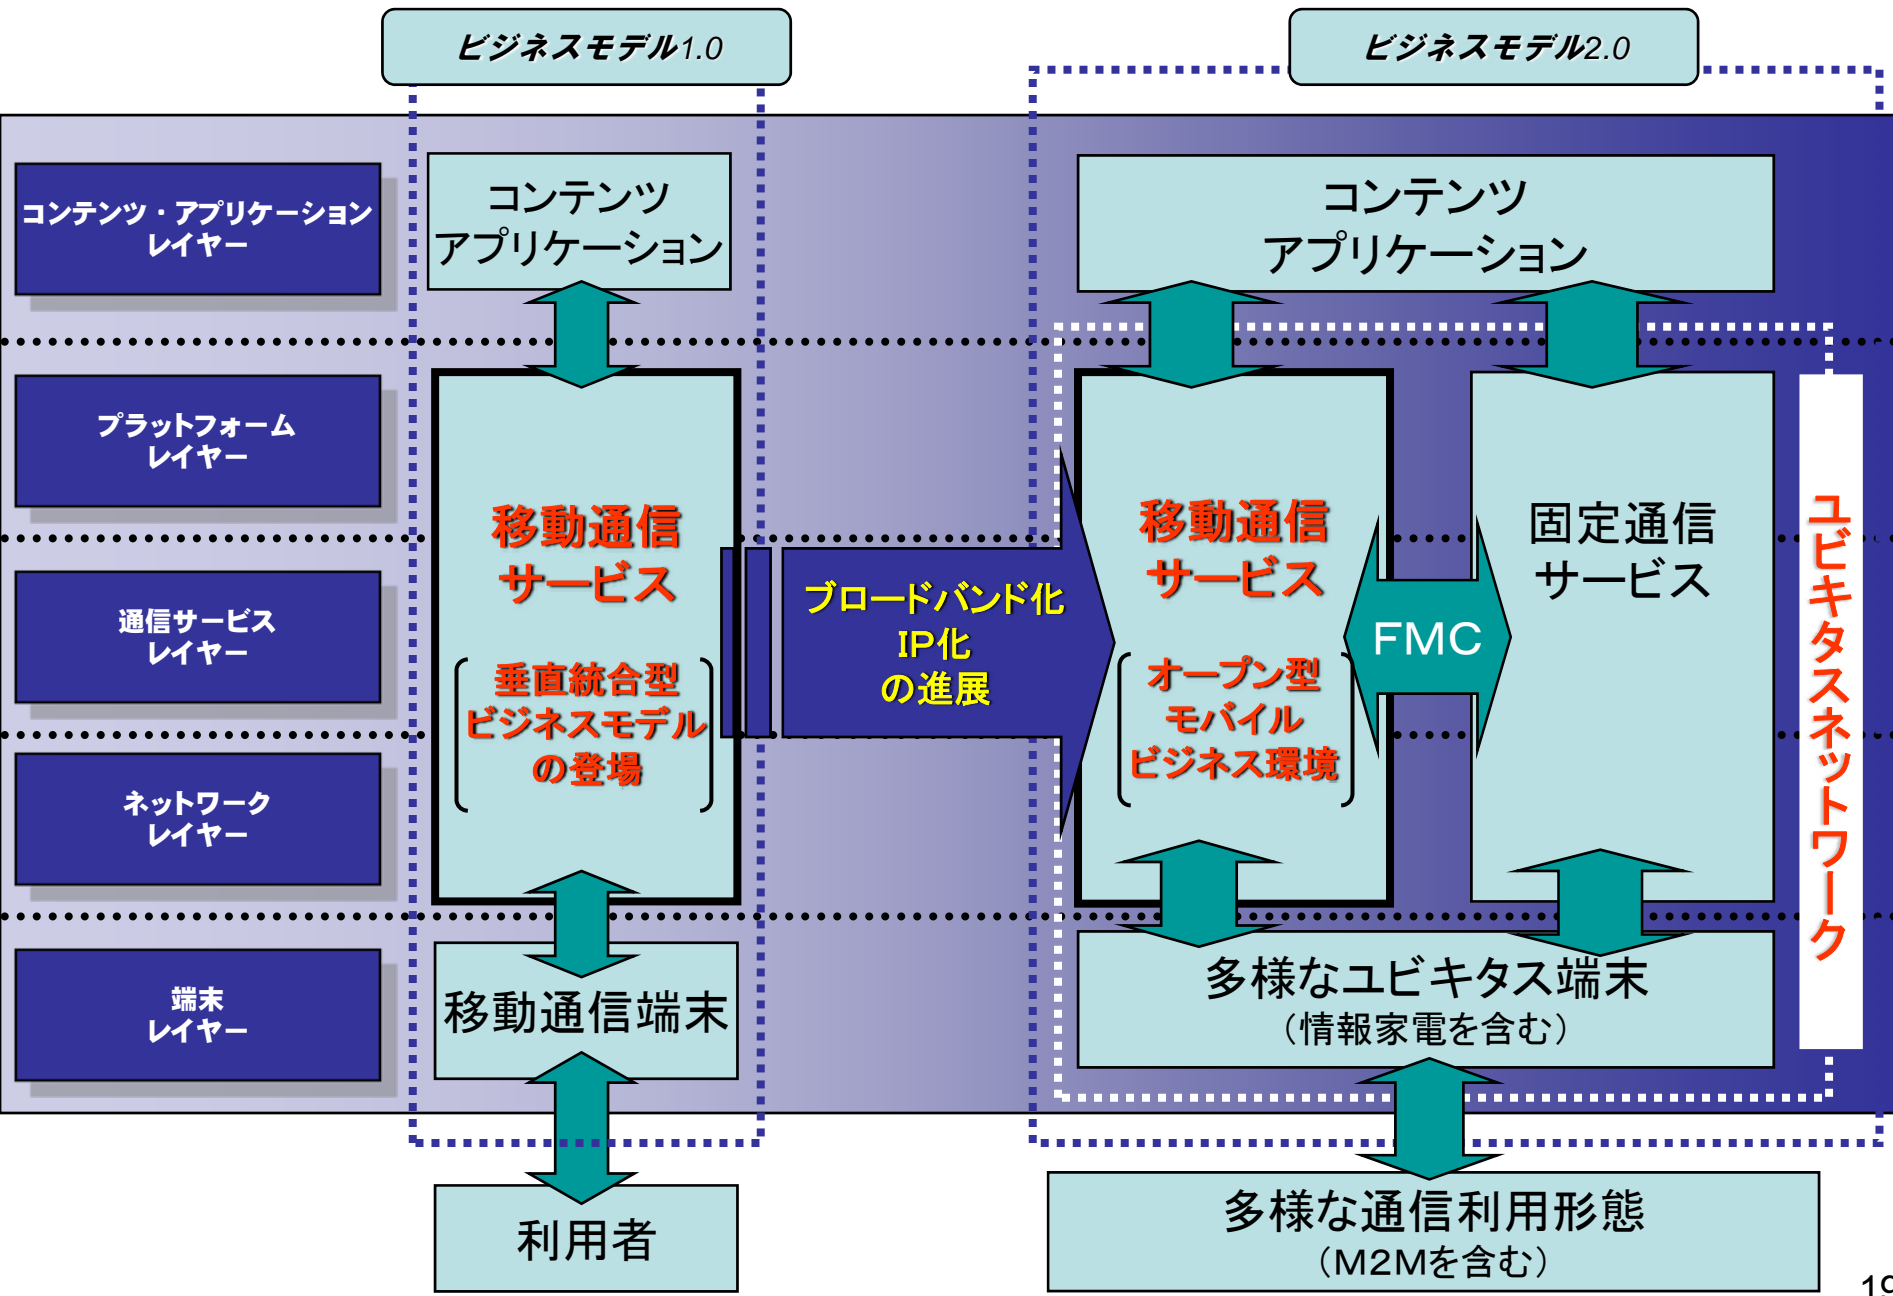 ビジネスモデル1.0
ビジネスモデル2.0
コンテンツ・アプリケーション
レイヤー
プラットフォーム
レイヤー
通信サービス
レイヤー
ネットワーク
レイヤー
端末
レイヤー
コンテンツ
アプリケーション
移動通信
サービス
垂直統合型
ビジネスモデル
の登場
移動通信端末
利用者
ブロードバンド化
IP化
の進展
コンテンツ
アプリケーション
移動通信
サービス
オープン型
モバイル
ビジネス環境
FMC
固定通信
サービス
ユビキタスネットワーク
多様なユビキタス端末
（情報家電を含む）
多様な通信利用形態
（M2Mを含む）
19